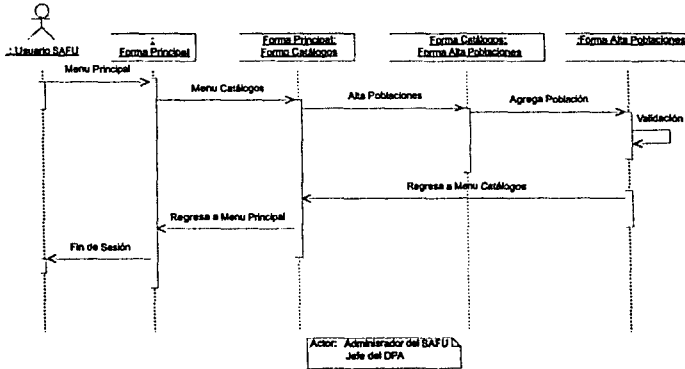 : Usuario SAFU
:
Forma Principal
Forma Principal:
Forma Catálogos
Forma Catálogos:
Forma Alta Poblaciones
:Forma Alta Poblaciones
Menu Principal
Menu Catálogos
Alta Poblaciones
Agrega Población
Validación
Regresa a Menu Catálogos
Regresa a Menu Principal
Fin de Sesión
Actor: Administrador del SAFU
Jefe del DPA